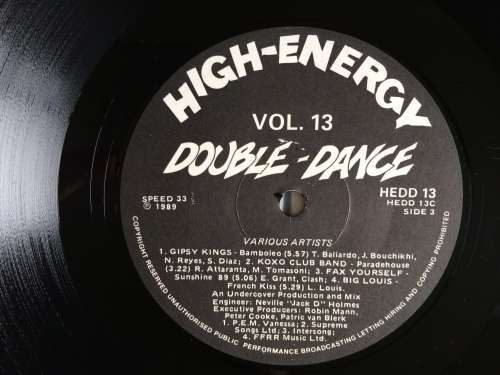 HIGH-ENERGY
VOL. 13
DOUBLE-DANCE
SPEED 33
℗ 1989
HEDD 13
HEDD 13C
SIDE 3
VARIOUS ARTISTS
1. GIPSY KINGS - Bamboleo (5.57) T. Ballardo, J. Bouchikhi,
N. Reyes, S. Diaz; 2. KOXO CLUB BAND - Paradehouse
(3.22) R. Attaranta, M. Tomasoni; 3. FAX YOURSELF -
Sunshine 89 (5.06) E. Grant, Clash; 4. BIG LOUIS -
French Kiss (5.29) L. Louis.
An Undercover Production and Mix
Engineer: Neville "Jack D" Holmes
Executive Producers: Robin Mann,
Peter Cooke, Patric van Blerk
1. P.E.M. Vanessa; 2. Supreme
Songs Ltd; 3. Intersong;
4. FFRR Music Ltd.
UNAUTHORISED PUBLIC PERFORMANCE BROADCASTING LETTING HIRING AND COPYING PROHIBITED